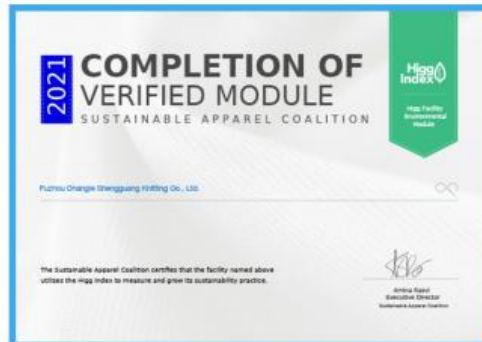 2021
COMPLETION OF
VERIFIED MODULE
SUSTAINABLE APPAREL COALITION
Higg
Index
Higg Facility
Environmental
Module
Fuzhou Changle Shengguang Knitting Co., Ltd.
The Sustainable Apparel Coalition certifies that the facility named above
utilizes the Higg Index to measure and grow its sustainability practice.
Amina Razvi
Executive Director
Sustainable Apparel Coalition